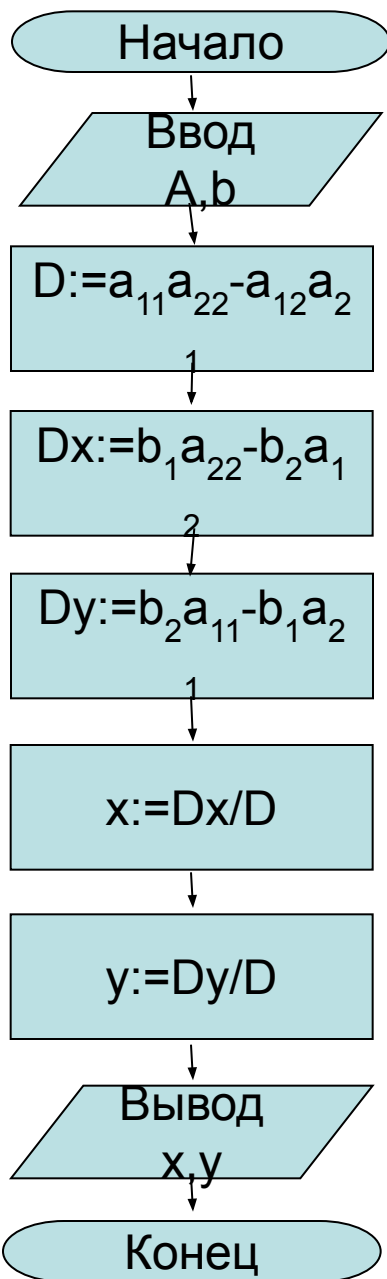 Начало
Ввод
A,b
D:=a₁₁a₂₂-a₁₂a₂
₁
Dx:=b₁a₂₂-b₂a₁
₂
Dy:=b₂a₁₁-b₁a₂
₁
x:=Dx/D
y:=Dy/D
Вывод
x,y
Конец